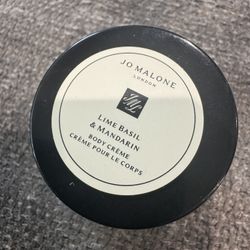 JO MALONE
LONDON
LIME BASIL
& MANDARIN
BODY CRÈME
CRÈME POUR LE CORPS